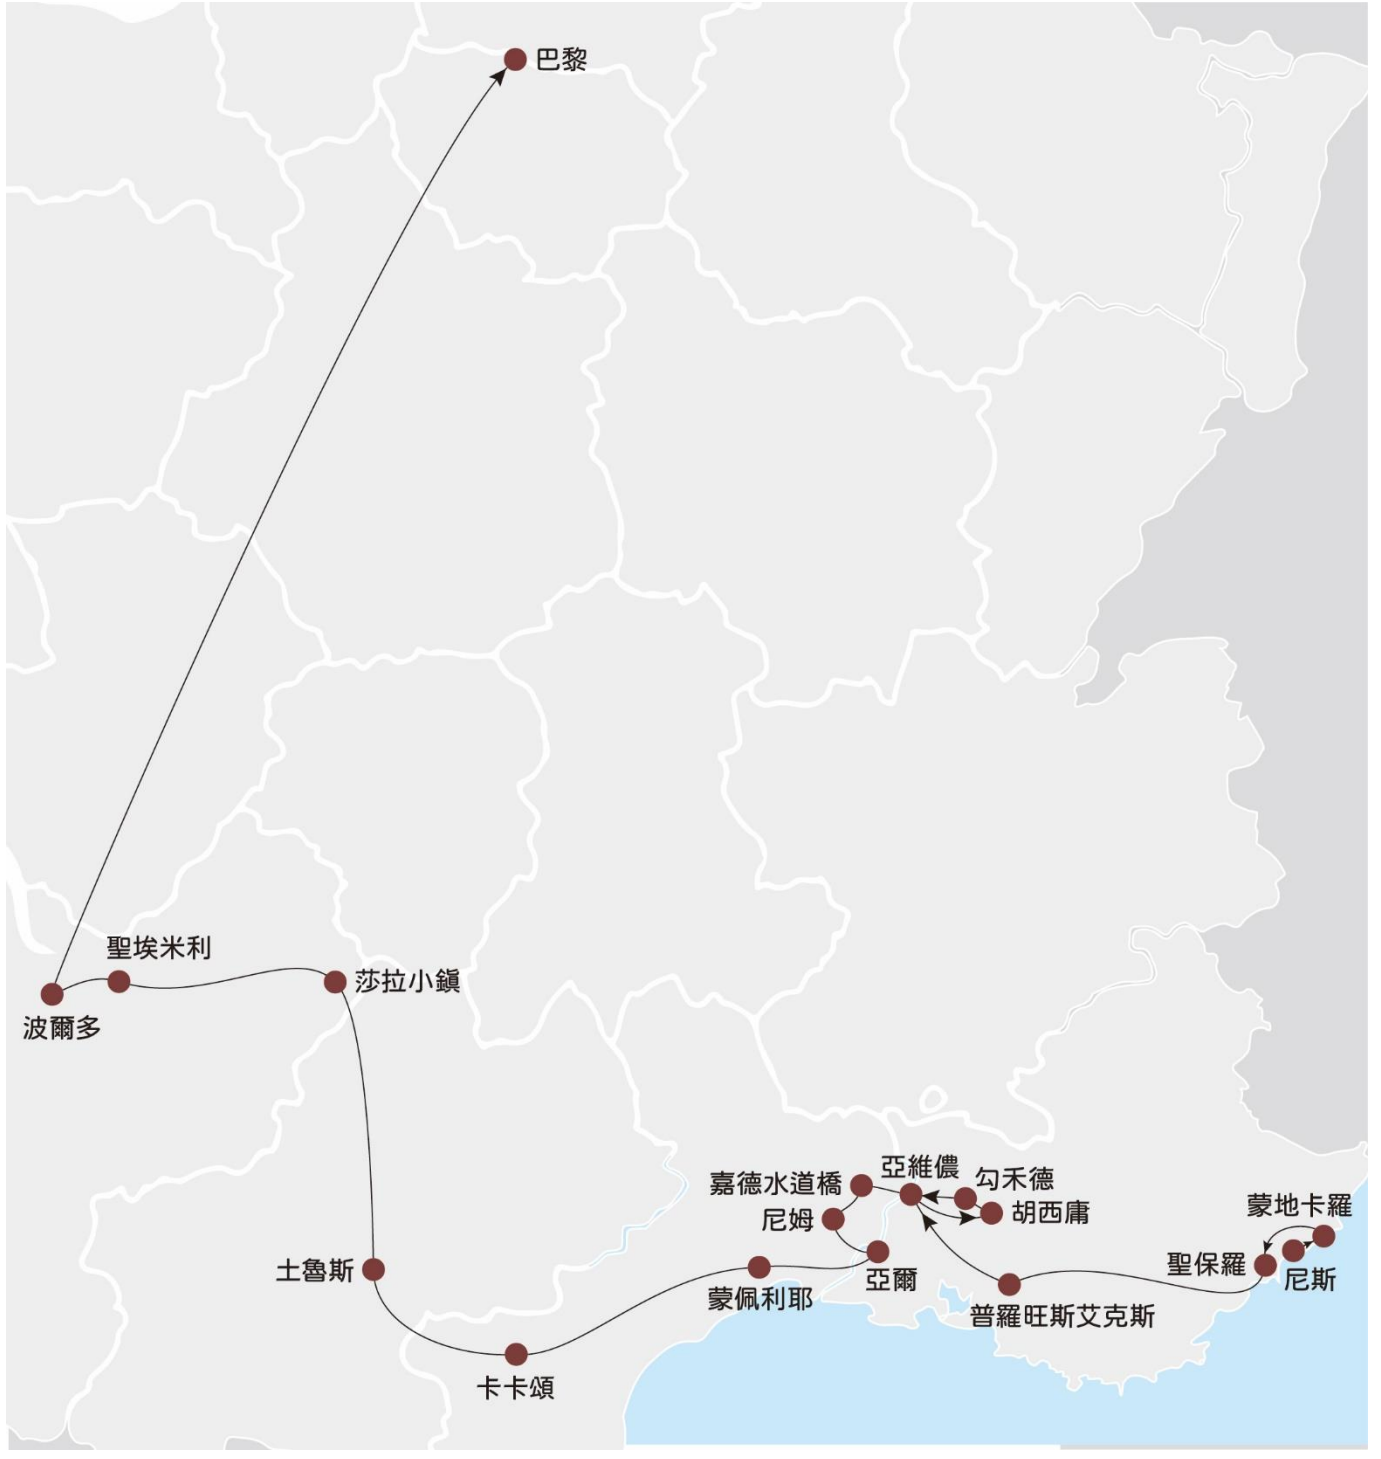 巴黎
聖埃米利
莎拉小鎮
波爾多
亞維儂
嘉德水道橋
勾禾德
尼姆
胡西庸
蒙地卡羅
聖保羅
土魯斯
亞爾
尼斯
蒙佩利耶
普羅旺斯艾克斯
卡卡頌